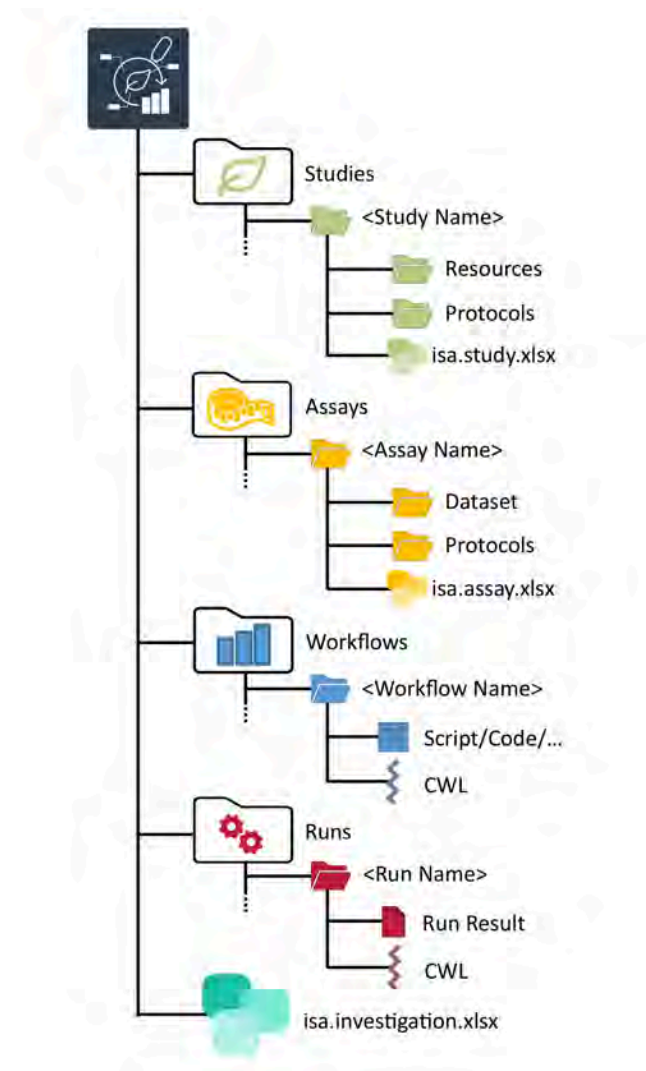 Studies
<Study Name>
Resources
Protocols
isa.study.xlsx
Assays
<Assay Name>
Dataset
Protocols
isa.assay.xlsx
Workflows
<Workflow Name>
Script/Code/...
CWL
Runs
<Run Name>
Run Result
CWL
isa.investigation.xlsx